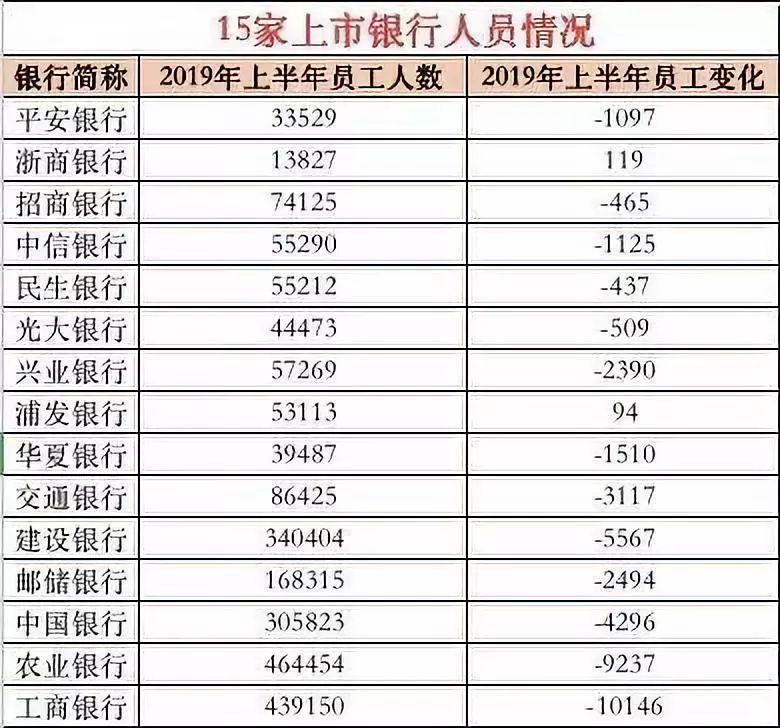 15家上市银行人员情况
银行简称 2019年上半年员工人数 2019年上半年员工变化
平安银行 33529 -1097
浙商银行 13827 119
招商银行 74125 -465
中信银行 55290 -1125
民生银行 55212 -437
光大银行 44473 -509
兴业银行 57269 -2390
浦发银行 53113 94
华夏银行 39487 -1510
交通银行 86425 -3117
建设银行 340404 -5567
邮储银行 168315 -2494
中国银行 305823 -4296
农业银行 464454 -9237
工商银行 439150 -10146